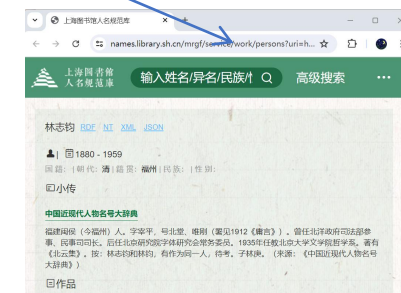 上海图书馆人名规范库
names.library.sh.cn/mrgf/service/work/persons?uri=h...
上海图书馆
人名规范库
输入姓名/异名/民族/忄
高级搜索
林志钧 RDF NT XML JSON
1880 - 1959
国籍: |朝代: 清|籍贯: 福州|民族: |性别:
小传
中国近现代人物名号大辞典
福建闽侯（今福州）人。字宰平，号北堂、唯刚（署见1912《庸言》）。曾任北洋政府司法部参
事、民事司司长。后任北京研究院字体研究会常务委员。1935年任教北京大学文学院哲学系。著有
《北云集》。按：林志钧和林钧，有作为同一人，待考。子林庚。（来源：《中国近现代人物名号
大辞典》）
作品